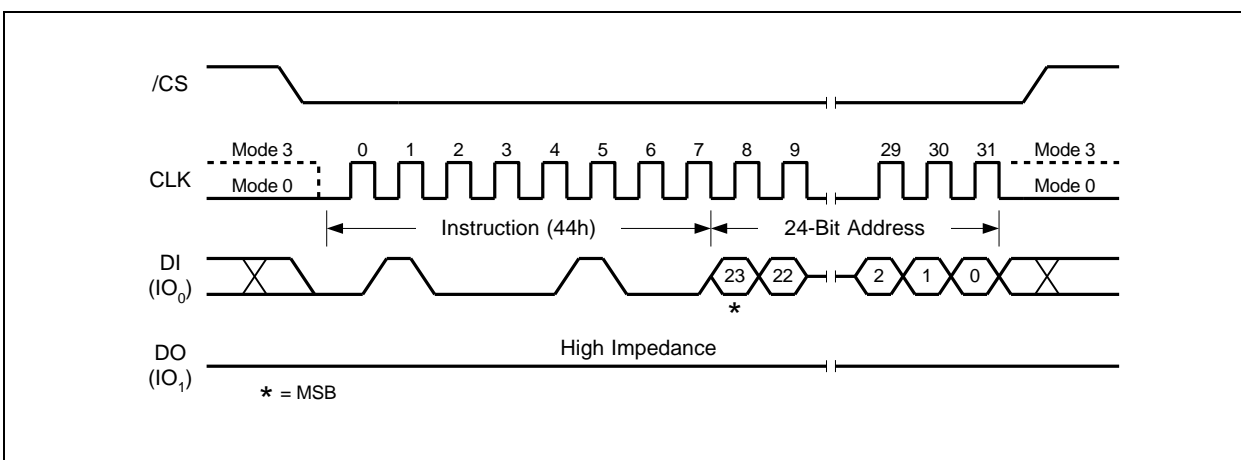 /CS
Mode 3 0 1 2 3 4 5 6 7 8 9 29 30 31 Mode 3
CLK
Mode 0 Mode 0
Instruction (44h) 24-Bit Address
DI
(IO0)
23 22 2 1 0
*
High Impedance
DO
(IO1)
* = MSB